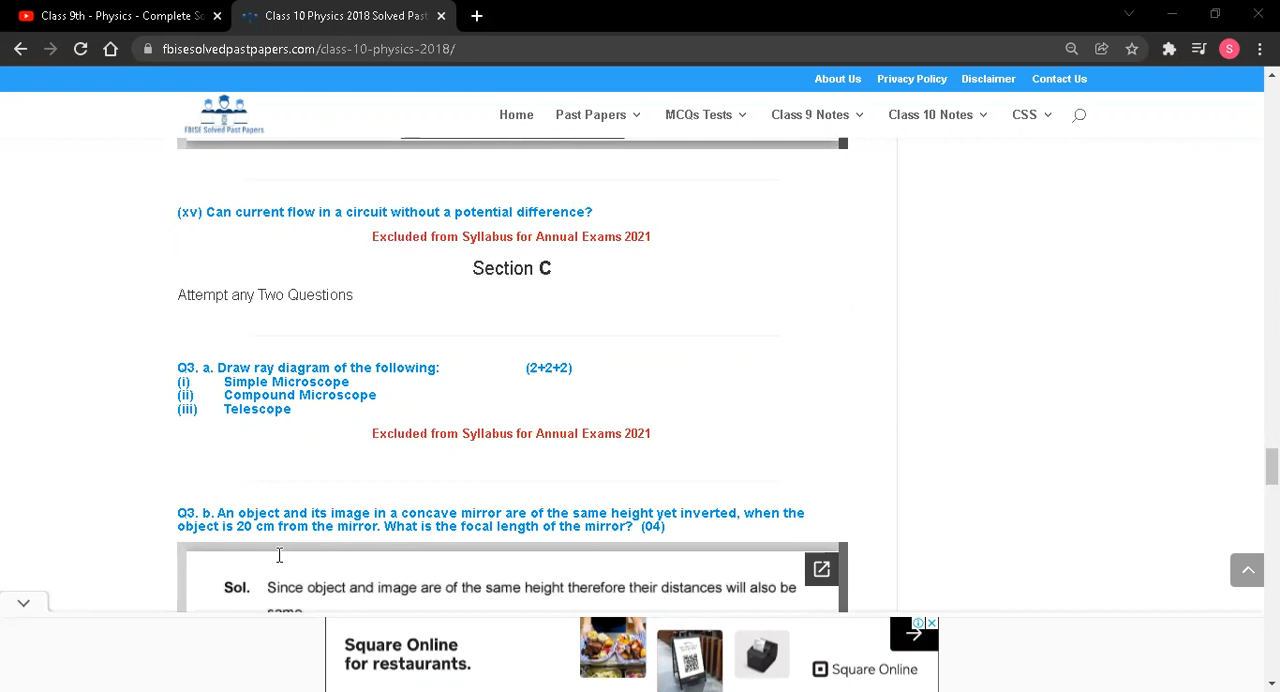 Class 9th - Physics - Complete So
Class 10 Physics 2018 Solved Past
fbisesolvedpastpapers.com/class-10-physics-2018/
S
About Us Privacy Policy Disclaimer Contact Us
FBISE Solved Past Papers
Home Past Papers MCQs Tests Class 9 Notes Class 10 Notes CSS
(xv) Can current flow in a circuit without a potential difference?
Excluded from Syllabus for Annual Exams 2021
Section C
Attempt any Two Questions
Q3. a. Draw ray diagram of the following: (2+2+2)
(i) Simple Microscope
(ii) Compound Microscope
(iii) Telescope
Excluded from Syllabus for Annual Exams 2021
Q3. b. An object and its image in a concave mirror are of the same height yet inverted, when the
object is 20 cm from the mirror. What is the focal length of the mirror? (04)
Sol. Since object and image are of the same height therefore their distances will also be
same
Square Online
for restaurants.
Square Online